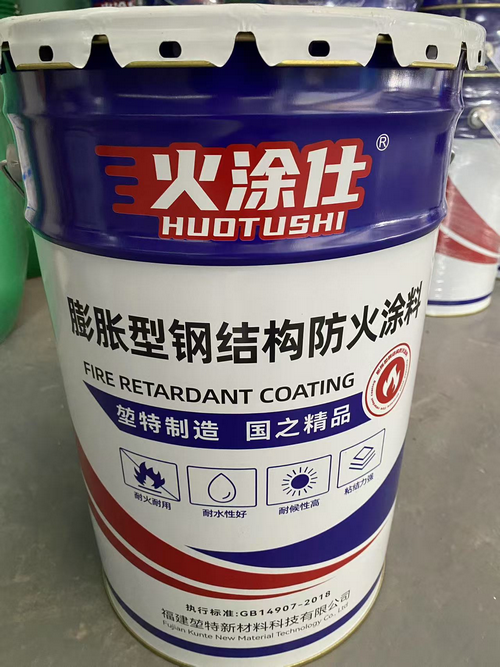 火涂仕®
HUOTUSHI
膨胀型钢结构防火涂料
FIRE RETARDANT COATING
堃特制造 国之精品
耐火耐用
耐水性好
耐候性高
粘结力强
执行标准:GB14907-2018
福建堃特新材料科技有限公司
Fujian Kunte New Material Technology Co., Ltd